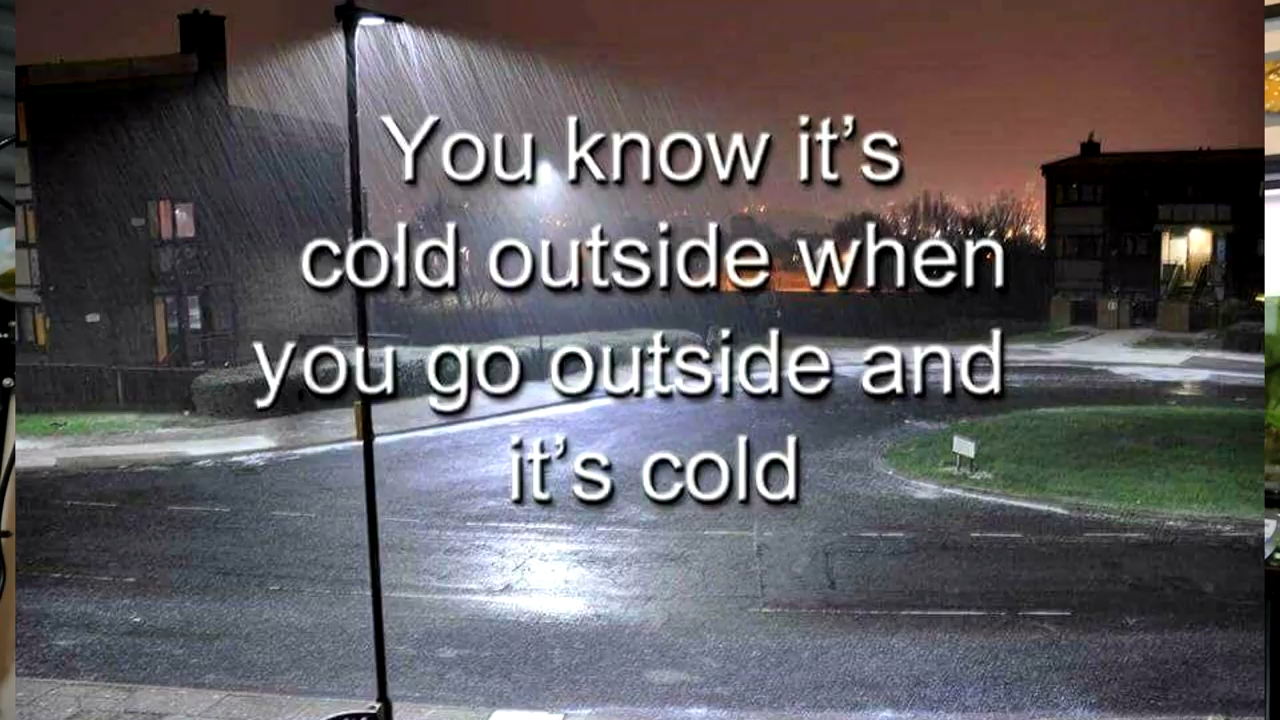 You know it’s
cold outside when
you go outside and
it’s cold